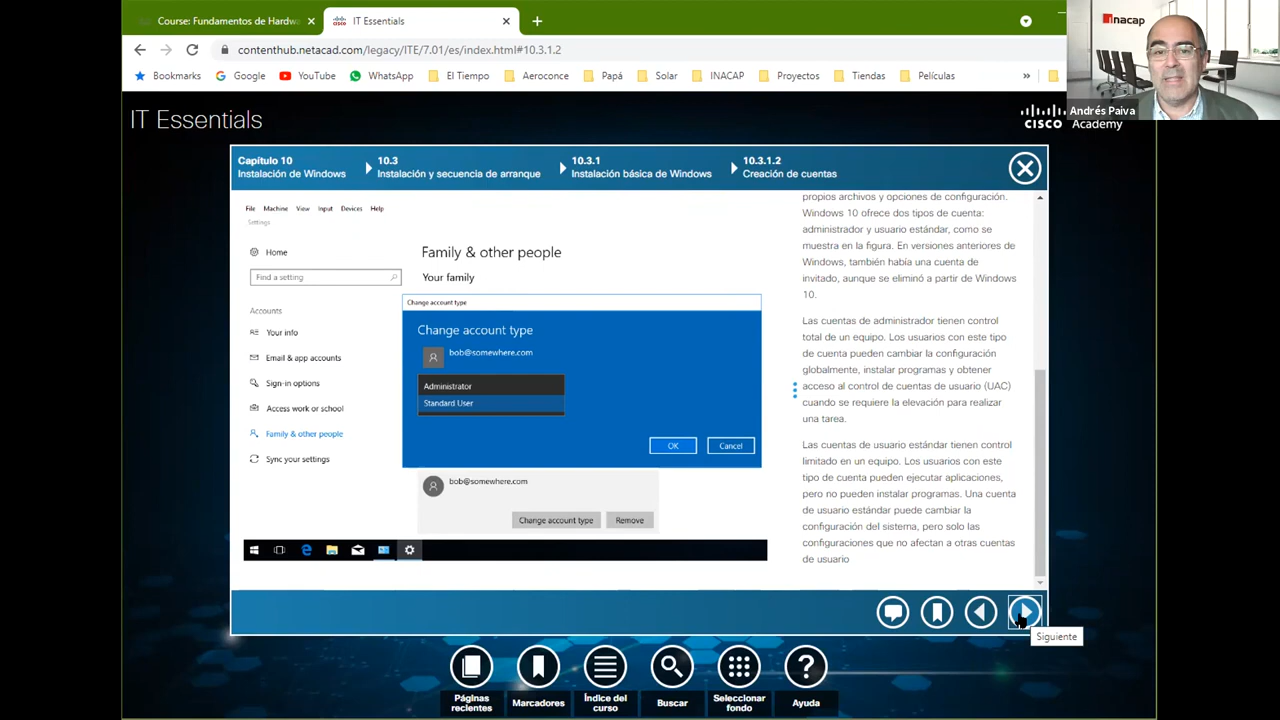 Course: Fundamentos de Hardwa
IT Essentials
contenthub.netacad.com/legacy/ITE/7.01/es/index.html#10.3.1.2
Bookmarks
Google
YouTube
WhatsApp
El Tiempo
Aeroconce
Papá
Solar
INACAP
Proyectos
Tiendas
Películas
»
inacap
Andrés Paiva
IT Essentials
cisco Academy
Capítulo 10
Instalación de Windows
10.3
Instalación y secuencia de arranque
10.3.1
Instalación básica de Windows
10.3.1.2
Creación de cuentas
File Machine View Input Devices Help
Settings
Home
Find a setting
Accounts
Your info
Email & app accounts
Sign-in options
Access work or school
Family & other people
Sync your settings
Family & other people
Your family
Change account type
Change account type
bob@somewhere.com
Administrator
Standard User
OK
Cancel
bob@somewhere.com
Change account type
Remove
propios archivos y opciones de configuración.
Windows 10 ofrece dos tipos de cuenta:
administrador y usuario estándar, como se
muestra en la figura. En versiones anteriores de
Windows, también había una cuenta de
invitado, aunque se eliminó a partir de Windows
10.
Las cuentas de administrador tienen control
total de un equipo. Los usuarios con este tipo
de cuenta pueden cambiar la configuración
globalmente, instalar programas y obtener
acceso al control de cuentas de usuario (UAC)
cuando se requiere la elevación para realizar
una tarea.
Las cuentas de usuario estándar tienen control
limitado en un equipo. Los usuarios con este
tipo de cuenta pueden ejecutar aplicaciones,
pero no pueden instalar programas. Una cuenta
de usuario estándar puede cambiar la
configuración del sistema, pero solo las
configuraciones que no afectan a otras cuentas
de usuario
Siguiente
Páginas
recientes
Marcadores
Índice del
curso
Buscar
Seleccionar
fondo
Ayuda